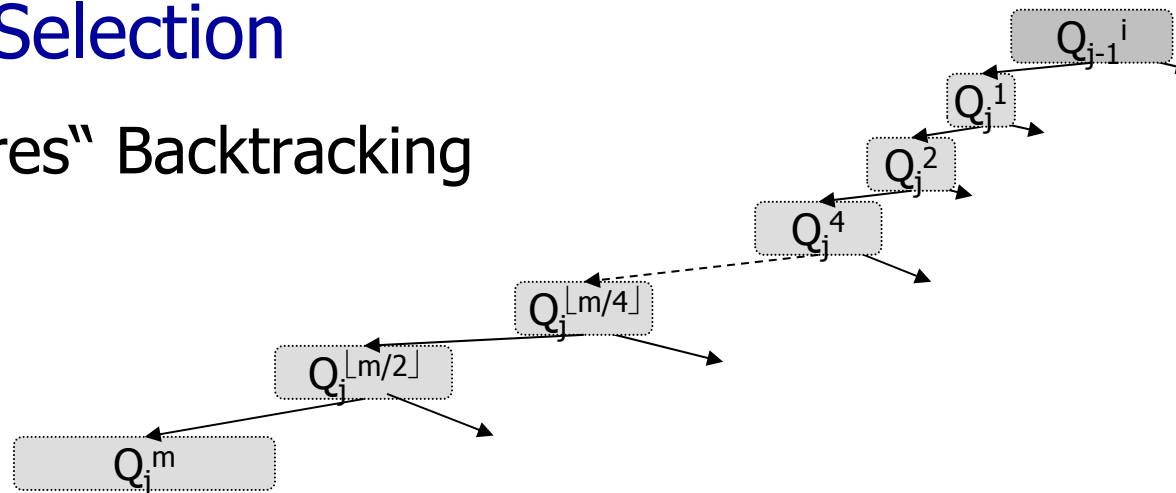 Selection
res“ Backtracking
Qj-1i
Qj1
Qj2
Qj4
Qj⌊m/4⌋
Qj⌊m/2⌋
Qjm